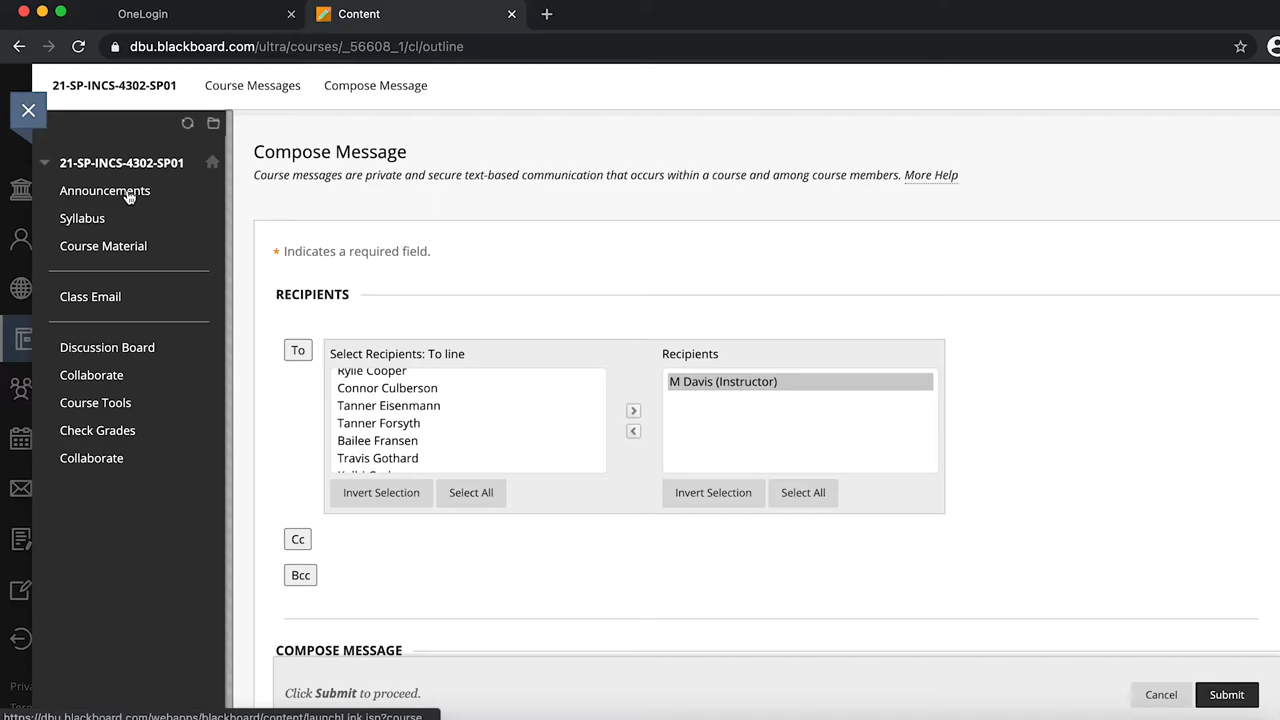 OneLogin
Content
dbu.blackboard.com/ultra/courses/_56608_1/cl/outline
21-SP-INCS-4302-SP01 Course Messages Compose Message
21-SP-INCS-4302-SP01
Announcements
Syllabus
Course Material
Class Email
Discussion Board
Collaborate
Course Tools
Check Grades
Collaborate
Compose Message
Course messages are private and secure text-based communication that occurs within a course and among course members. More Help
* Indicates a required field.
RECIPIENTS
To
Select Recipients: To line
Rylie Cooper
Connor Culberson
Tanner Eisenmann
Tanner Forsyth
Bailee Fransen
Travis Gothard
Invert Selection Select All
Recipients
M Davis (Instructor)
Invert Selection Select All
Cc
Bcc
COMPOSE MESSAGE
Click Submit to proceed.
Cancel Submit
https://dbu.blackboard.com/webapps/blackboard/content/launchLink.jsp?course